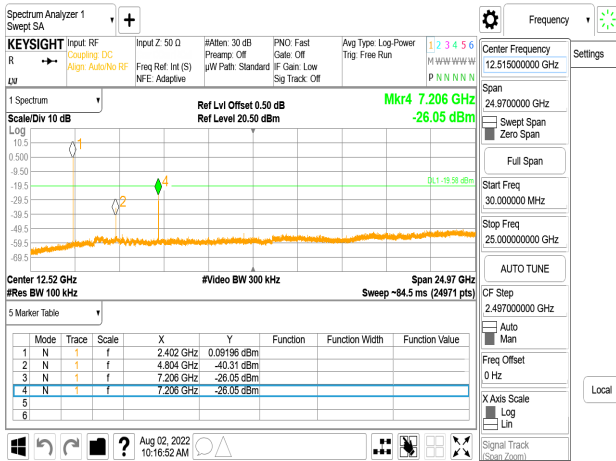 Spectrum Analyzer 1
Swept SA
Frequency
KEYSIGHT
R
Input: RF
Coupling: DC
Align: Auto/No RF
Input Z: 50 Ω
Freq Ref: Int (S)
NFE: Adaptive
#Atten: 30 dB
Preamp: Off
µW Path: Standard
PNO: Fast
Gate: Off
IF Gain: Low
Sig Track: Off
Avg Type: Log-Power
Trig: Free Run
1 2 3 4 5 6
M W W W W W
P N N N N N
1 Spectrum
Scale/Div 10 dB
Ref Lvl Offset 0.50 dB
Ref Level 20.50 dBm
Mkr4 7.206 GHz
-26.05 dBm
Log
10.5
0.500
-9.50
-19.5
-29.5
-39.5
-49.5
-59.5
-69.5
1
2
4
DL1 -19.58 dBm
Center 12.52 GHz
#Res BW 100 kHz
#Video BW 300 kHz
Span 24.97 GHz
Sweep ~84.5 ms (24971 pts)
5 Marker Table
Mode Trace Scale X Y Function Function Width Function Value
1 N 1 f 2.402 GHz 0.09196 dBm
2 N 1 f 4.804 GHz -40.31 dBm
3 N 1 f 7.206 GHz -26.05 dBm
4 N 1 f 7.206 GHz -26.05 dBm
5
6
Aug 02, 2022
10:16:52 AM
Center Frequency
12.515000000 GHz
Settings
Span
24.9700000 GHz
Swept Span
Zero Span
Full Span
Start Freq
30.000000 MHz
Stop Freq
25.000000000 GHz
AUTO TUNE
CF Step
2.497000000 GHz
Auto
Man
Freq Offset
0 Hz
Local
X Axis Scale
Log
Lin
Signal Track
(Span Zoom)